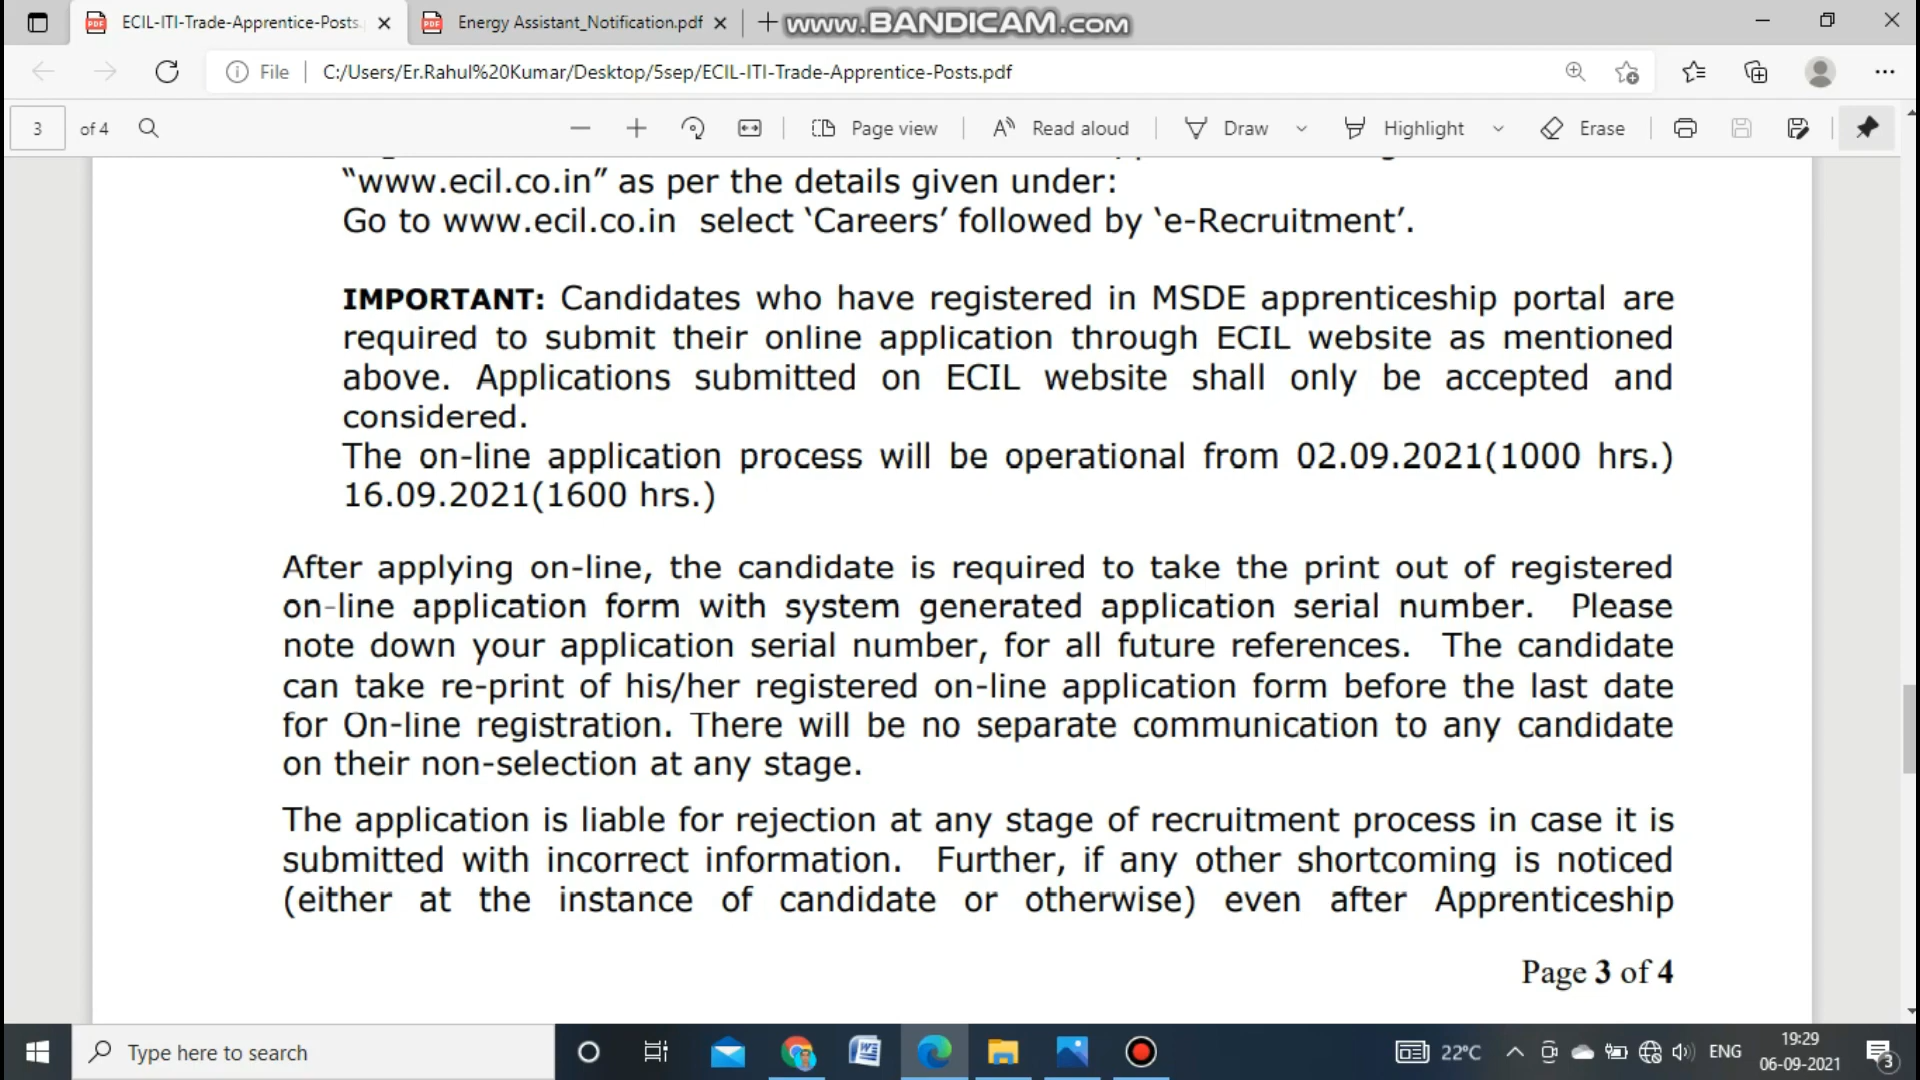 ECIL-ITI-Trade-Apprentice-Posts.
Energy Assistant_Notification.pdf
www.BANDICAM.com
File
C:/Users/Er.Rahul%20Kumar/Desktop/5sep/ECIL-ITI-Trade-Apprentice-Posts.pdf
3 of 4
Page view
Read aloud
Draw
Highlight
Erase
“www.ecil.co.in” as per the details given under:
Go to www.ecil.co.in select ‘Careers’ followed by ‘e-Recruitment’.
IMPORTANT: Candidates who have registered in MSDE apprenticeship portal are
required to submit their online application through ECIL website as mentioned
above. Applications submitted on ECIL website shall only be accepted and
considered.
The on-line application process will be operational from 02.09.2021(1000 hrs.)
16.09.2021(1600 hrs.)
After applying on-line, the candidate is required to take the print out of registered
on-line application form with system generated application serial number. Please
note down your application serial number, for all future references. The candidate
can take re-print of his/her registered on-line application form before the last date
for On-line registration. There will be no separate communication to any candidate
on their non-selection at any stage.
The application is liable for rejection at any stage of recruitment process in case it is
submitted with incorrect information. Further, if any other shortcoming is noticed
(either at the instance of candidate or otherwise) even after Apprenticeship
Page 3 of 4
Type here to search
22°C
ENG
19:29
06-09-2021
3